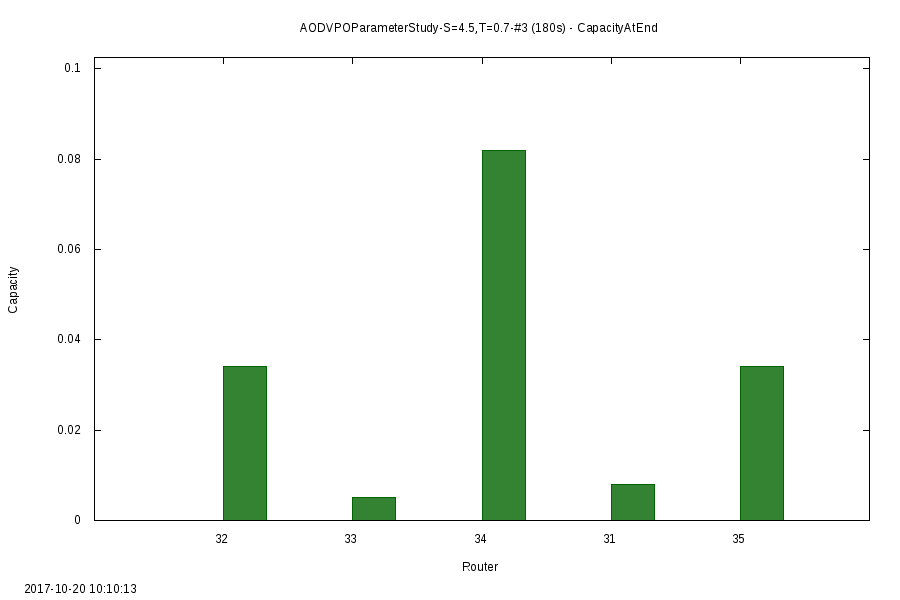 AODVPOParameterStudy-S=4.5,T=0.7-#3 (180s) - CapacityAtEnd
0.1
0.08
0.06
0.04
0.02
0
Capacity
32 33 34 31 35
Router
2017-10-20 10:10:13